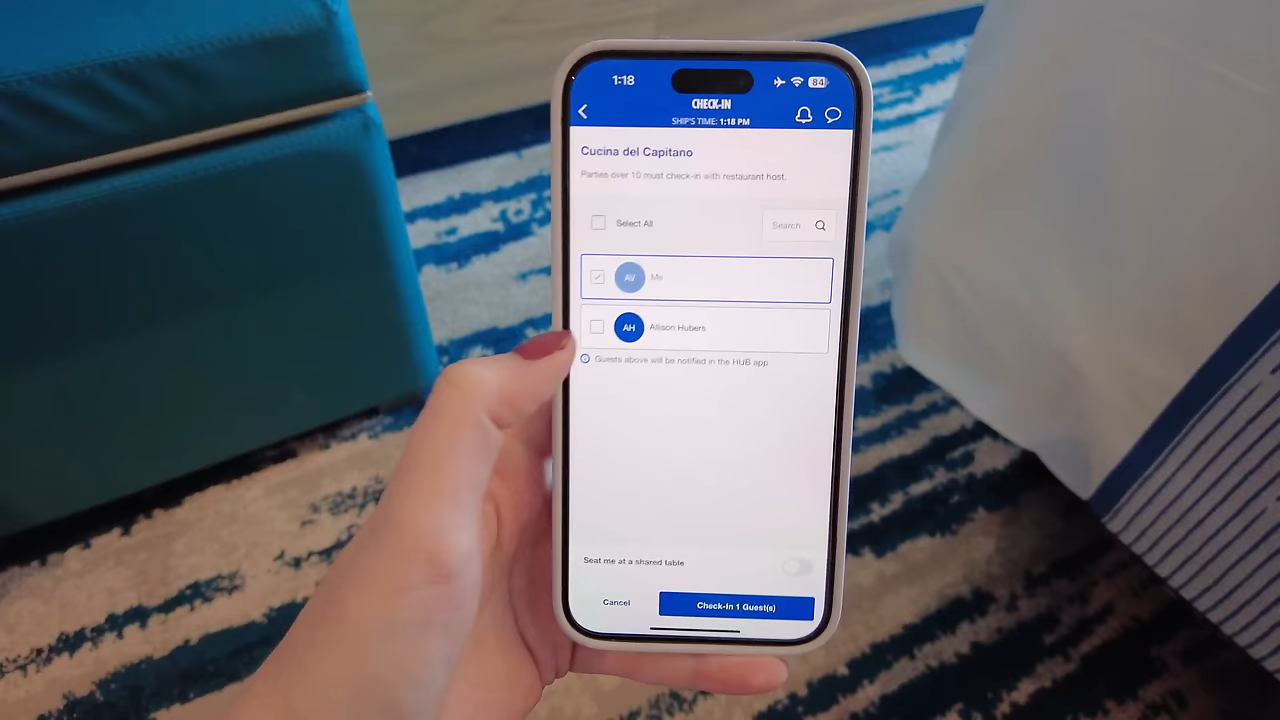 1:18
84
CHECK-IN
SHIP'S TIME: 1:18 PM
Cucina del Capitano
Parties over 10 must check-in with restaurant host.
Select All
Search
AV Me
AH Allison Hubers
Guests above will be notified in the HUB app
Seat me at a shared table
Cancel
Check-In 1 Guest(s)